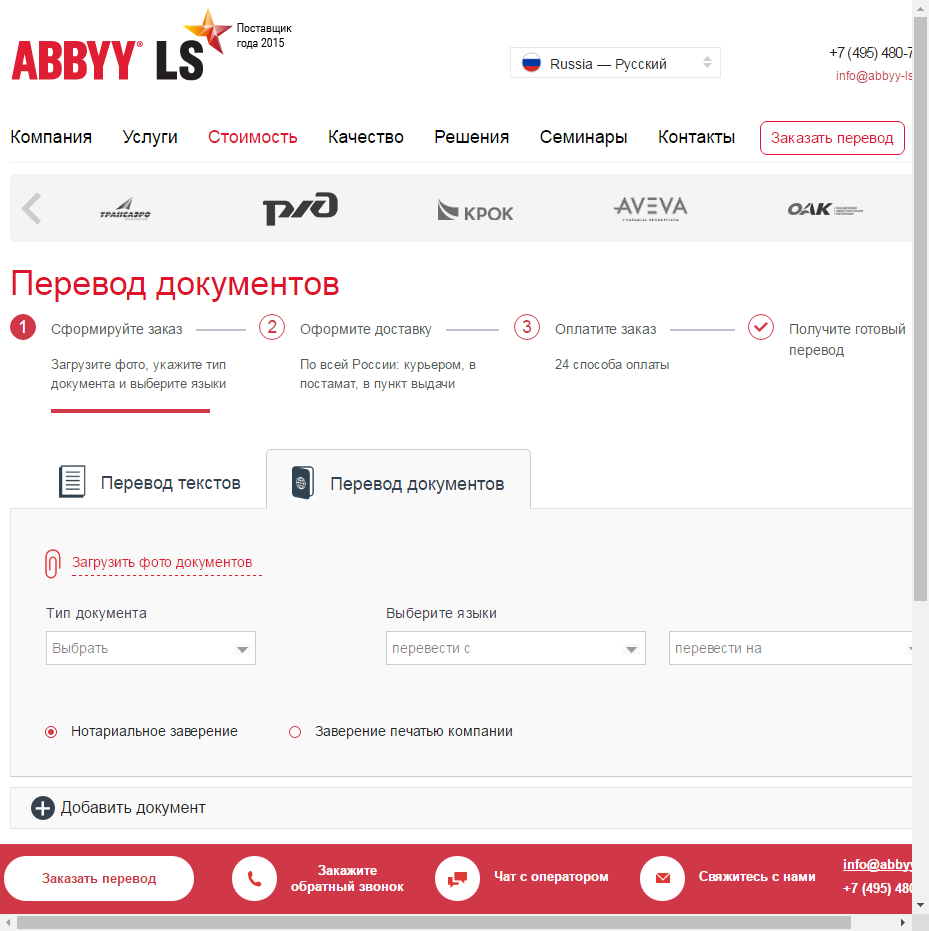 ABBYY® LS
Поставщик
года 2015
Russia — Русский
+7 (495) 480-7
info@abbyy-ls
Компания Услуги Стоимость Качество Решения Семинары Контакты Заказать перевод
ТРАНСАЭРО РЖД КРОК AVEVA ОАК
Перевод документов
1 Сформируйте заказ 2 Оформите доставку 3 Оплатите заказ Получите готовый
перевод
Загрузите фото, укажите тип
документа и выберите языки
По всей России: курьером, в
постамат, в пункт выдачи
24 способа оплаты
Перевод текстов Перевод документов
Загрузить фото документов
Тип документа Выберите языки
Выбрать перевести с перевести на
Нотариальное заверение Заверение печатью компании
Добавить документ
Заказать перевод
Закажите
обратный звонок
Чат с оператором
Свяжитесь с нами
info@abbyy
+7 (495) 480